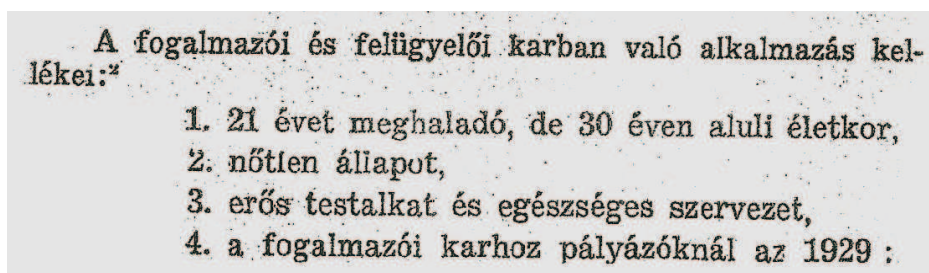 A fogalmazói és felügyelői karban való alkalmazás kel-
lékei:²
1. 21 évet meghaladó, de 30 éven aluli életkor,
2. nőtlen állapot,
3. erős testalkat és egészséges szervezet,
4. a fogalmazói karhoz pályázóknál az 1929 :